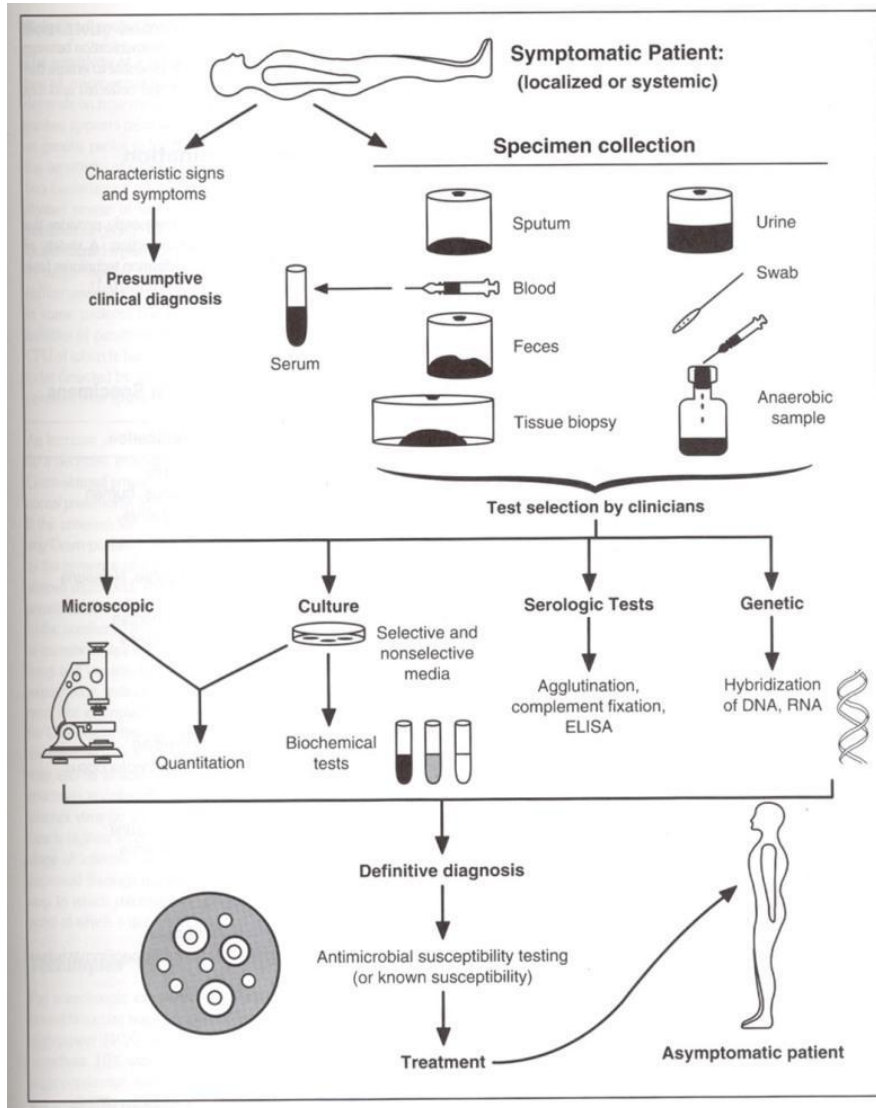 Symptomatic Patient:
(localized or systemic)
Characteristic signs
and symptoms
Presumptive
clinical diagnosis
Specimen collection
Sputum
Urine
Blood
Swab
Serum
Feces
Tissue biopsy
Anaerobic
sample
Test selection by clinicians
Microscopic
Culture
Serologic Tests
Genetic
Selective and
nonselective
media
Agglutination,
complement fixation,
ELISA
Hybridization
of DNA, RNA
Quantitation
Biochemical
tests
Definitive diagnosis
Antimicrobial susceptibility testing
(or known susceptibility)
Treatment
Asymptomatic patient